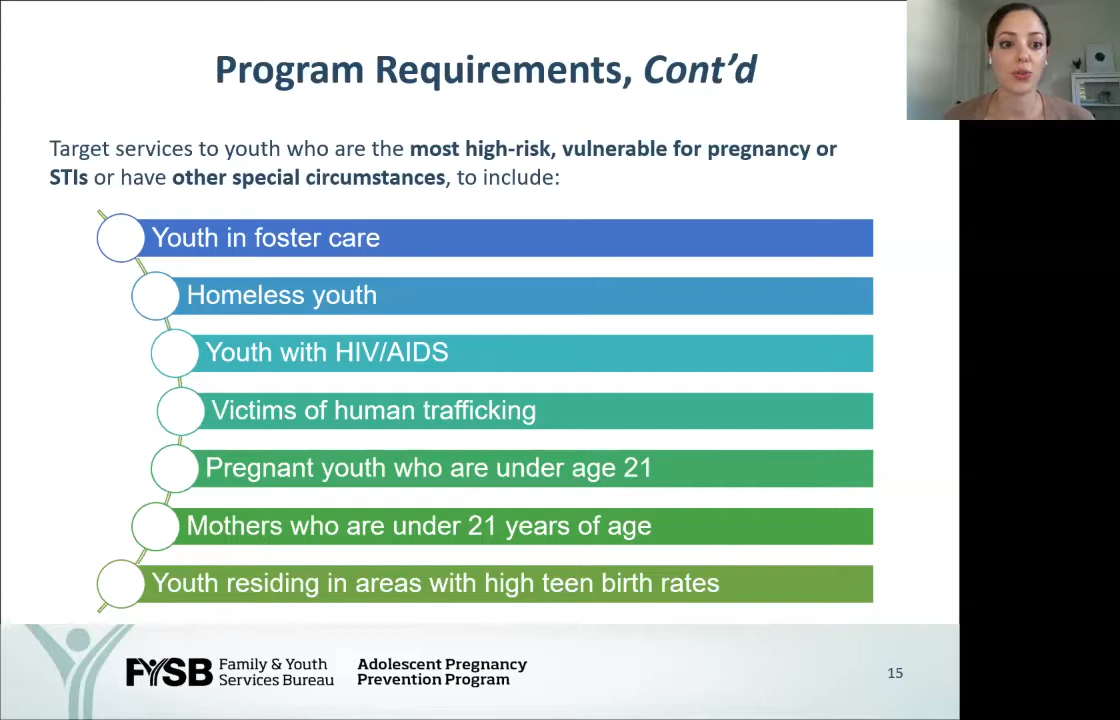 Program Requirements, Cont’d
Target services to youth who are the most high-risk, vulnerable for pregnancy or
STIs or have other special circumstances, to include:
Youth in foster care
Homeless youth
Youth with HIV/AIDS
Victims of human trafficking
Pregnant youth who are under age 21
Mothers who are under 21 years of age
Youth residing in areas with high teen birth rates
FYSB Family & Youth
Services Bureau
Adolescent Pregnancy
Prevention Program
15